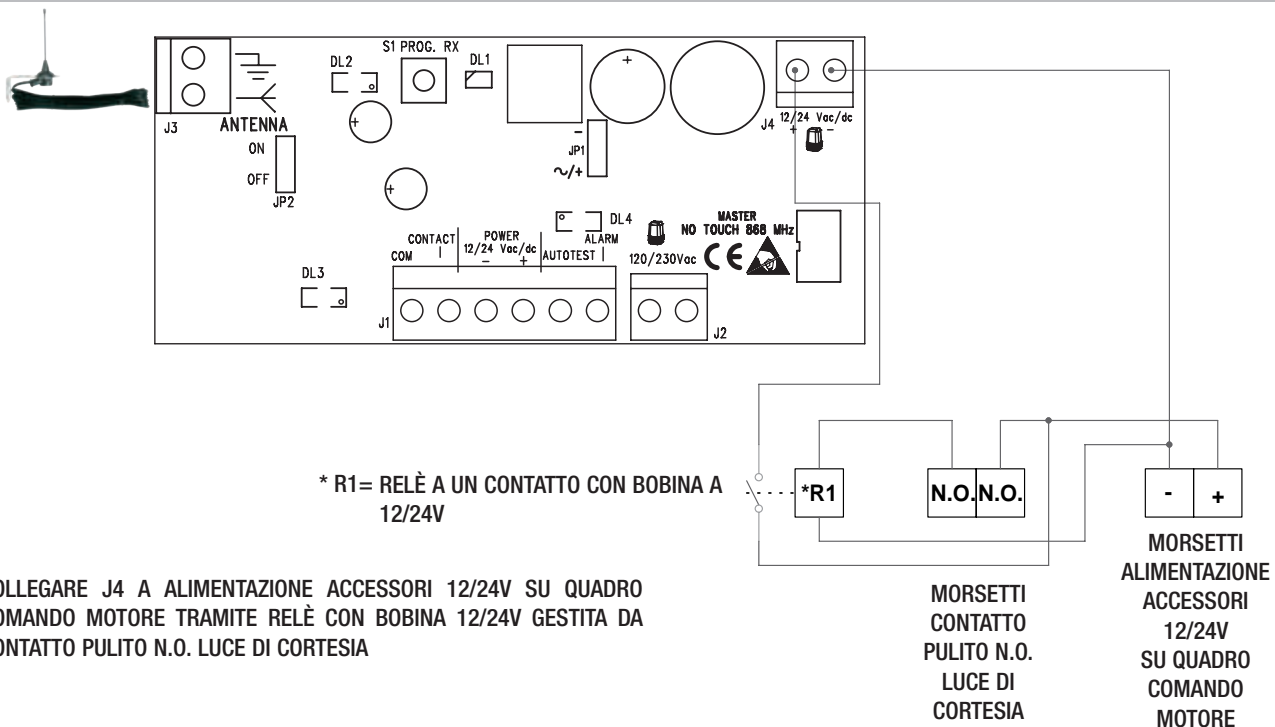 S1 PROG. RX
DL2
DL1
J3
ANTENNA
ON
OFF
JP2
-
JP1
~/+
J4
12/24 Vac/dc
+ -
DL4
MASTER
NO TOUCH 868 MHz
CE
COM
CONTACT
POWER
12/24 Vac/dc
- +
AUTOTEST
ALARM
120/230Vac
DL3
J1
J2
* R1= RELÈ A UN CONTATTO CON BOBINA A
12/24V
*R1
N.O. N.O.
- +
OLLEGARE J4 A ALIMENTAZIONE ACCESSORI 12/24V SU QUADRO
OMANDO MOTORE TRAMITE RELÈ CON BOBINA 12/24V GESTITA DA
ONTATTO PULITO N.O. LUCE DI CORTESIA
MORSETTI
CONTATTO
PULITO N.O.
LUCE DI
CORTESIA
MORSETTI
ALIMENTAZIONE
ACCESSORI
12/24V
SU QUADRO
COMANDO
MOTORE